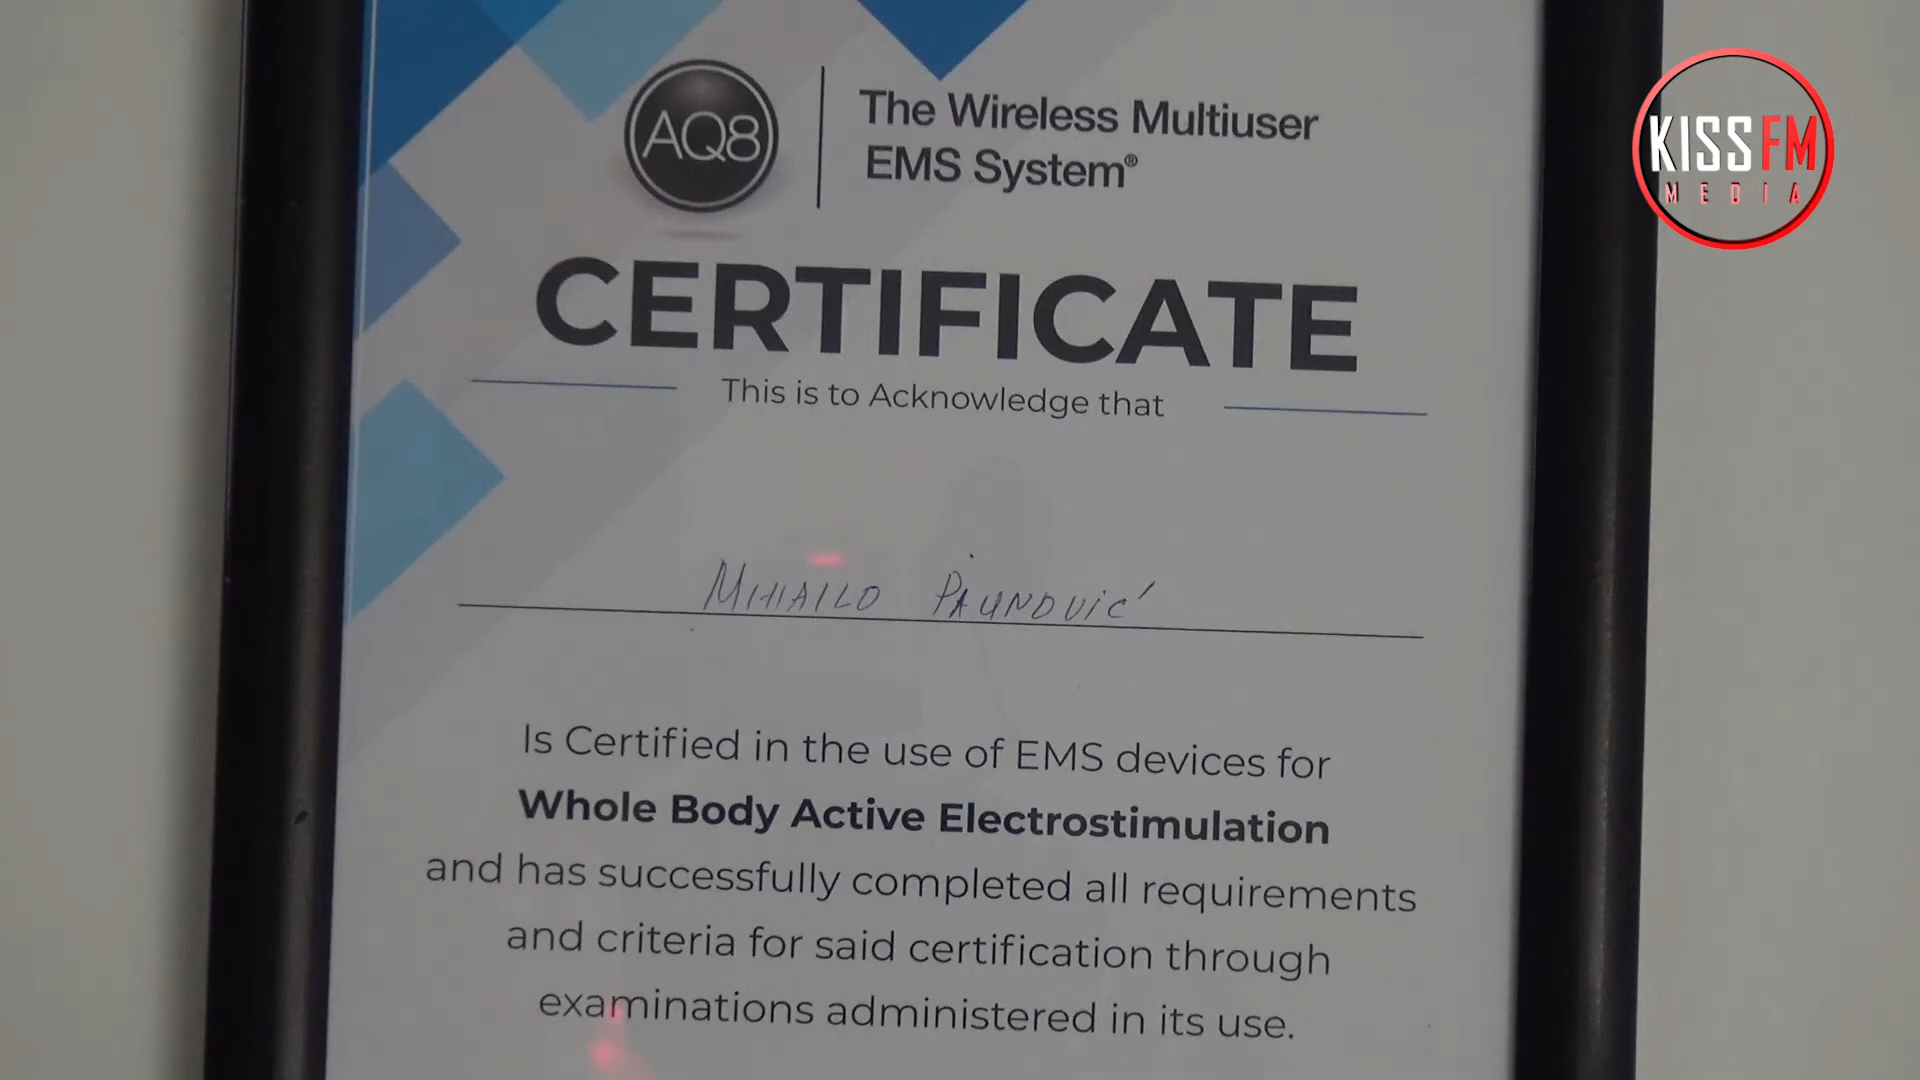 AQ8
The Wireless Multiuser
EMS System®
KISS FM
MEDIA
CERTIFICATE
This is to Acknowledge that
MIHAILO PAUNOVIĆ
Is Certified in the use of EMS devices for
Whole Body Active Electrostimulation
and has successfully completed all requirements
and criteria for said certification through
examinations administered in its use.